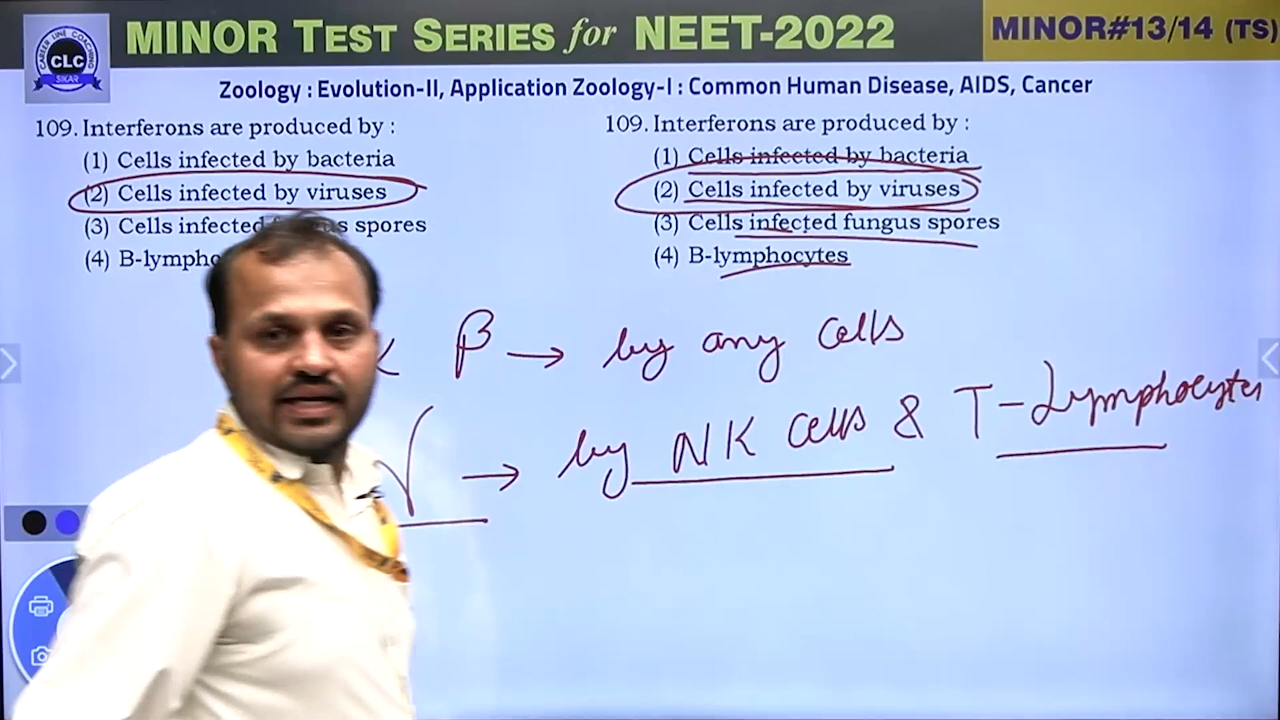 CAREER LINE COACHING
CLC
SIKAR
MINOR TEST SERIES for NEET-2022
MINOR#13/14 (TS)
Zoology : Evolution-II, Application Zoology-I : Common Human Disease, AIDS, Cancer
109. Interferons are produced by :
(1) Cells infected by bacteria
(2) Cells infected by viruses
(3) Cells infected spores
(4)
109. Interferons are produced by :
(1) Cells infected by bacteria
(2) Cells infected by viruses
(3) Cells infected fungus spores
(4) B-lymphocytes
β → by any cells
γ → by NK cells & T-Lymphocytes